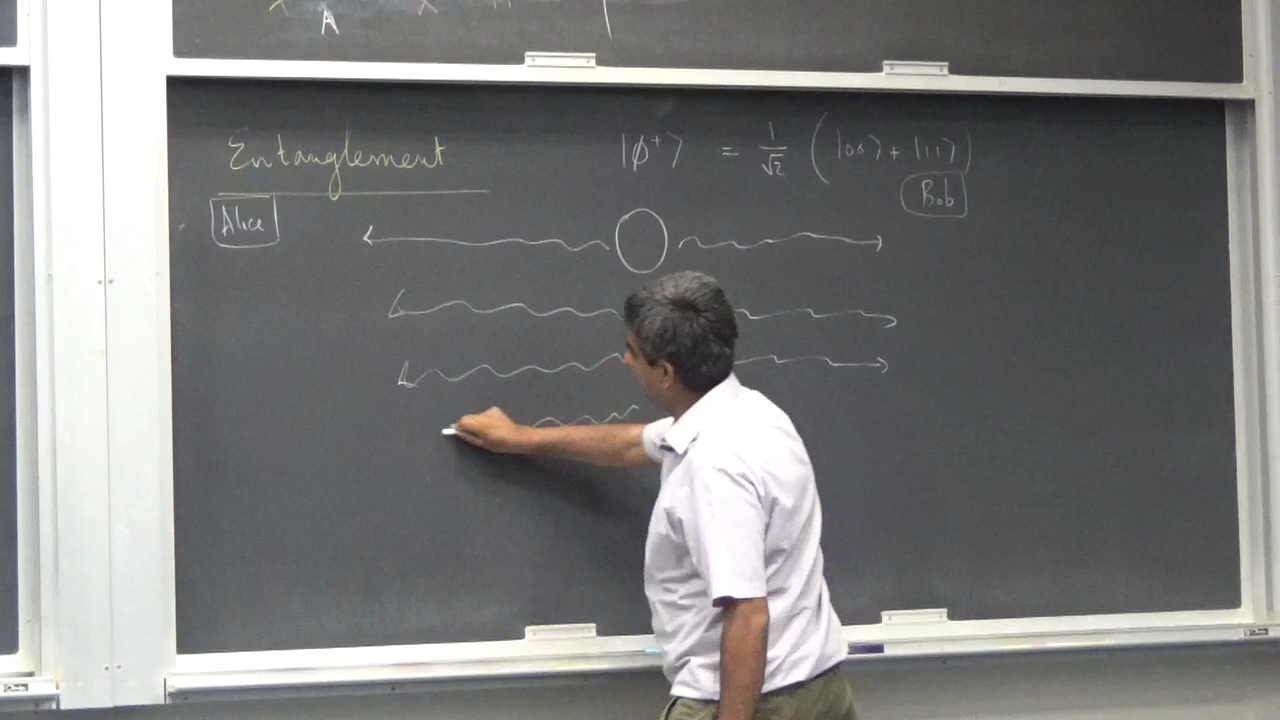 A
Entanglement |ϕ⁺⟩ = 1/√2 (|00⟩ + |11⟩)
Alice Bob